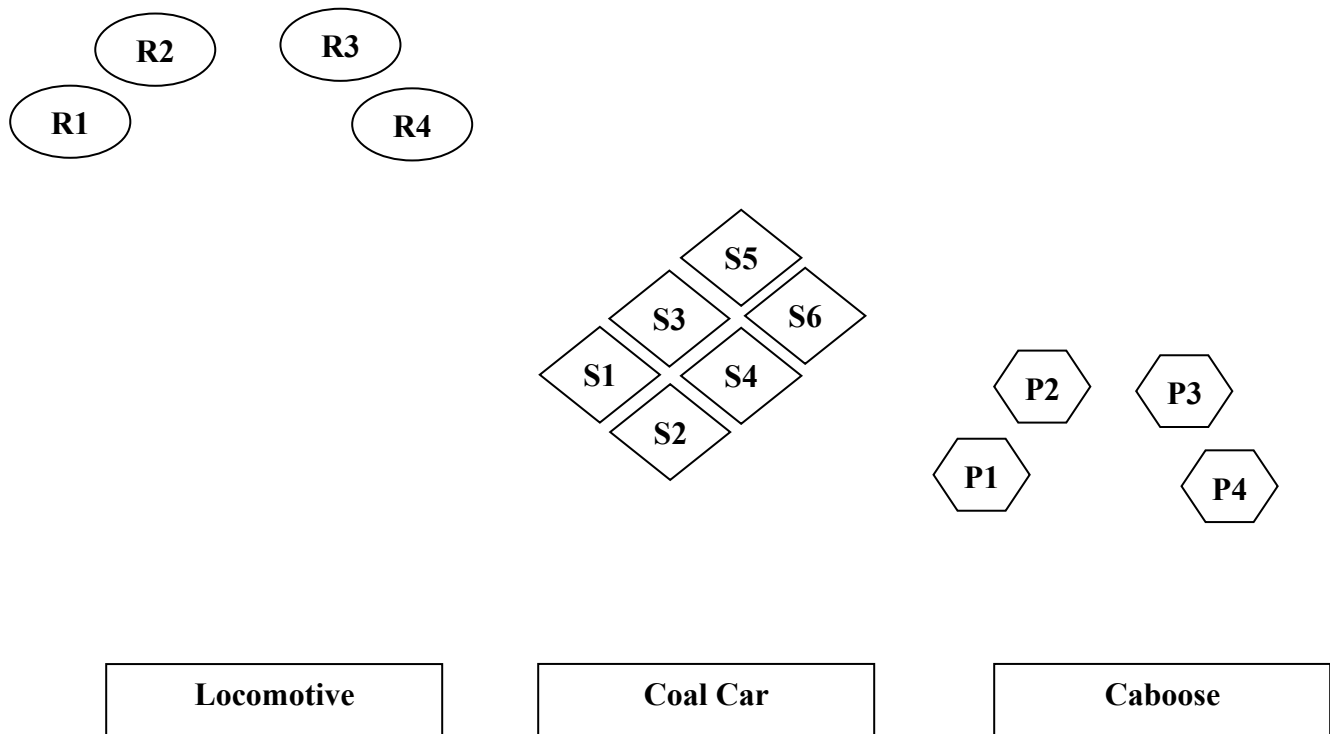 R2
R3
R1
R4
S5
S3
S6
S1
S4
S2
P2
P3
P1
P4
Locomotive
Coal Car
Caboose